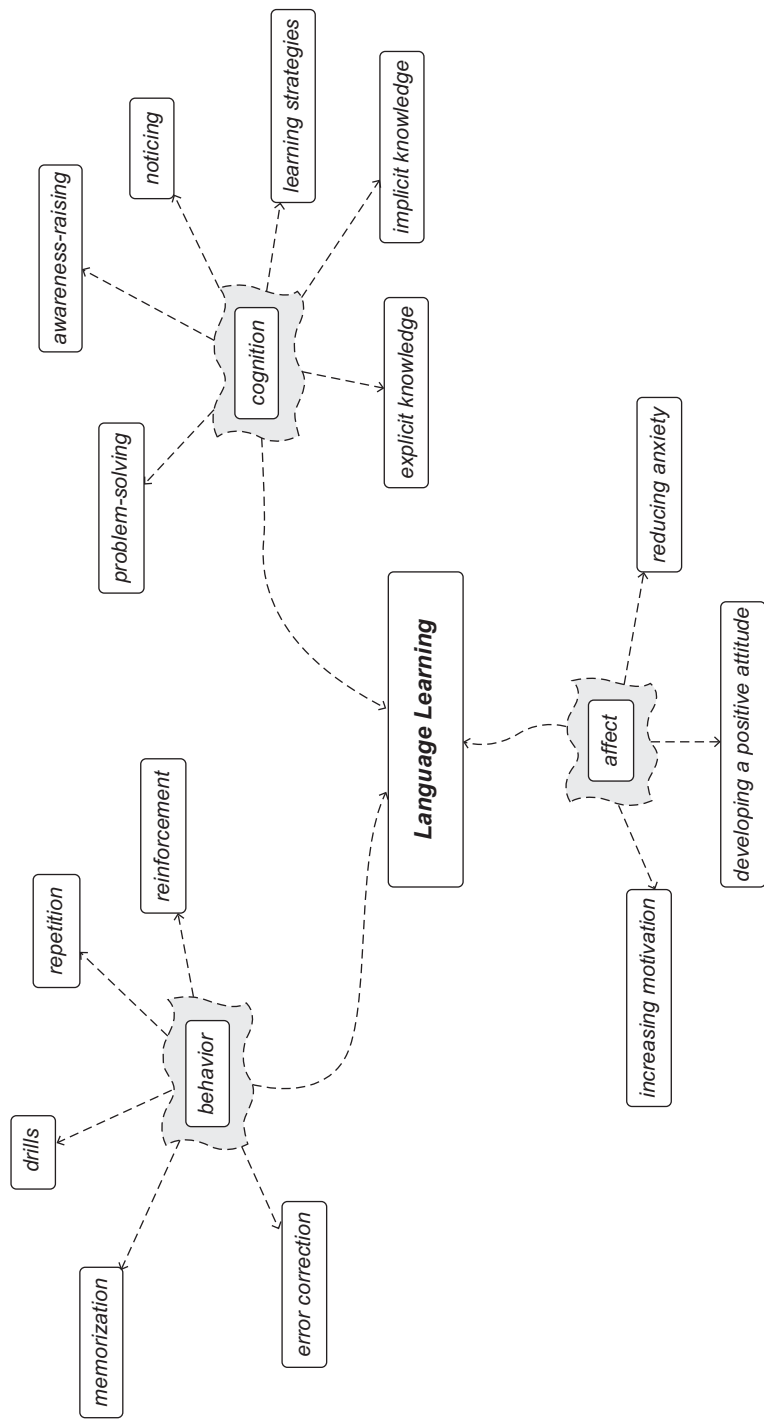 memorization
drills
repetition
reinforcement
behavior
error correction
problem-solving
awareness-raising
noticing
learning strategies
cognition
explicit knowledge
implicit knowledge
Language Learning
affect
increasing motivation
developing a positive attitude
reducing anxiety